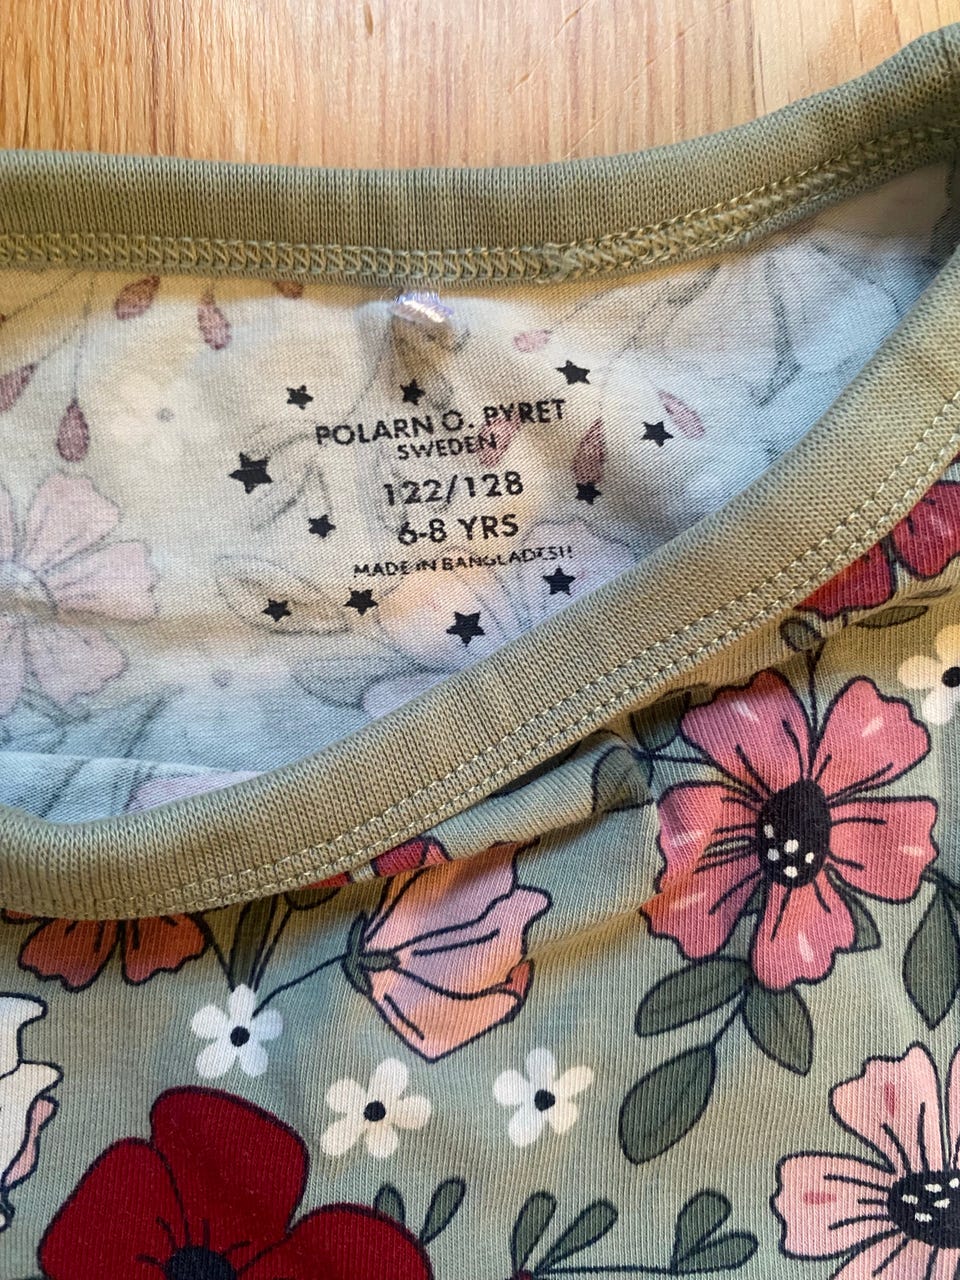 POLARN O. PYRET
SWEDEN
122/128
6-8 YRS
MADE IN BANGLADESH